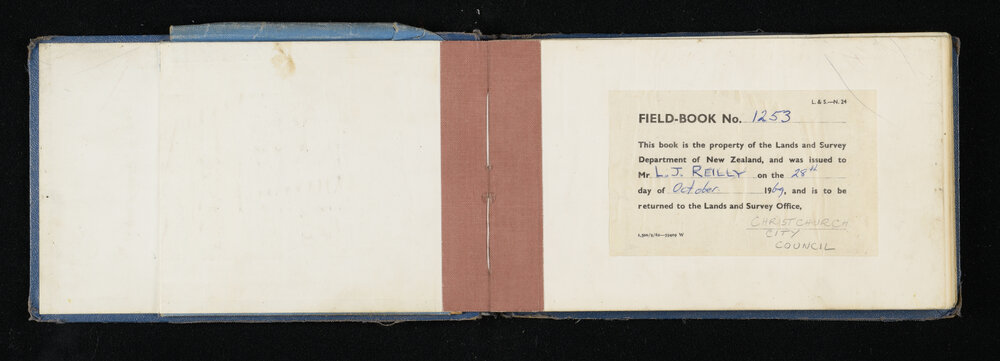 L. & S.—N. 24
FIELD-BOOK No. 1253
This book is the property of the Lands and Survey
Department of New Zealand, and was issued to
Mr L. J. REILLY on the 28th
day of October 1969, and is to be
returned to the Lands and Survey Office,
CHRISTCHURCH
CITY
COUNCIL